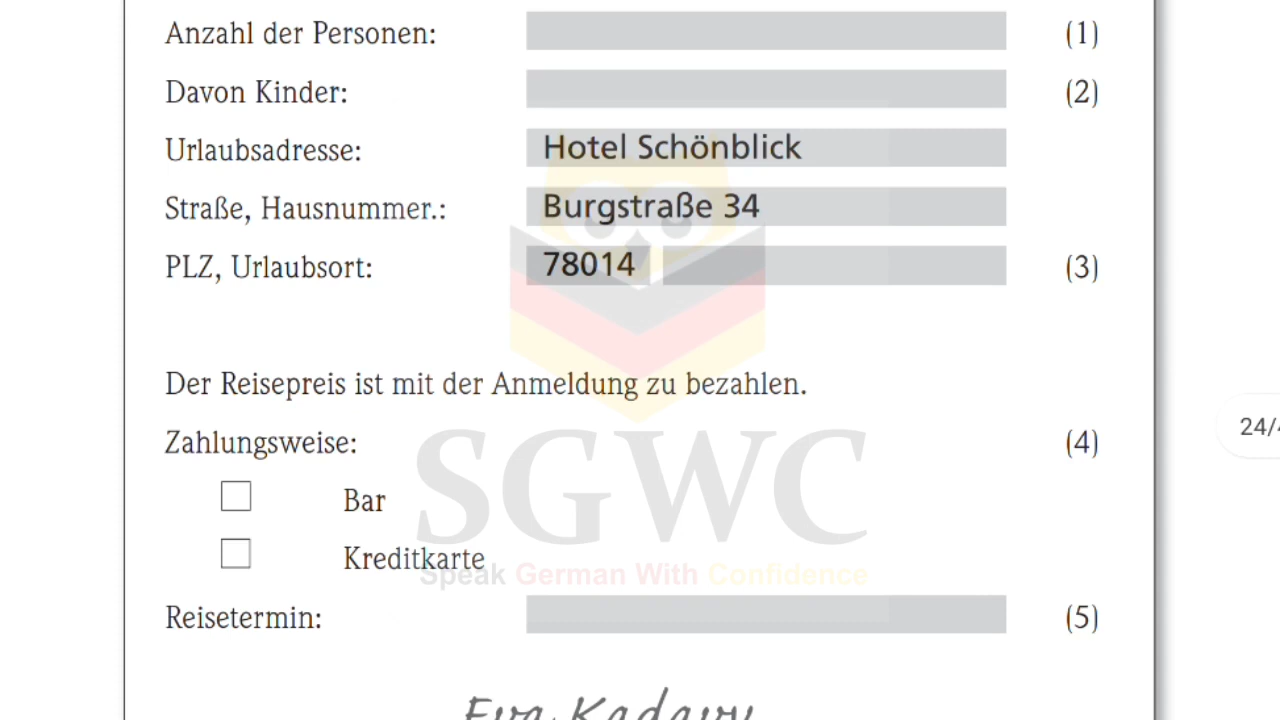 Anzahl der Personen: (1)
Davon Kinder: (2)
Urlaubsadresse: Hotel Schönblick
Straße, Hausnummer.: Burgstraße 34
PLZ, Urlaubsort: 78014 (3)
Der Reisepreis ist mit der Anmeldung zu bezahlen.
Zahlungsweise: (4)
24/
Bar
Kreditkarte
SGWC
Speak German With Confidence
Reisetermin: (5)
Eva Kadavy